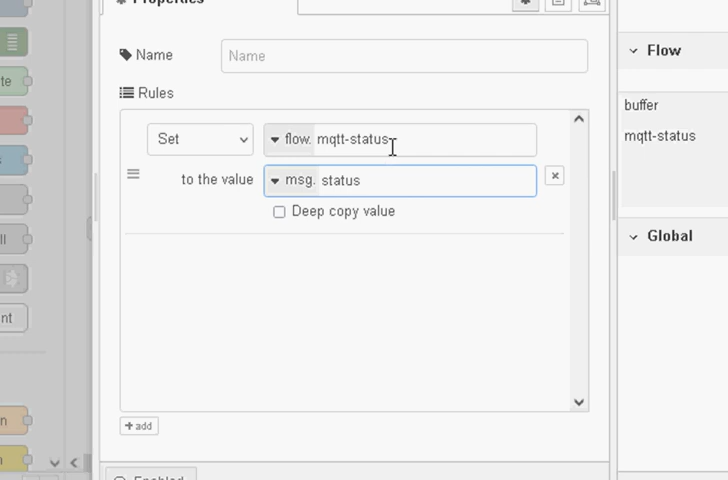 Properties
Name
Name
Rules
Set
flow. mqtt-status
to the value
msg. status
Deep copy value
add
Enabled
te
ll
nt
n
Flow
buffer
mqtt-status
Global